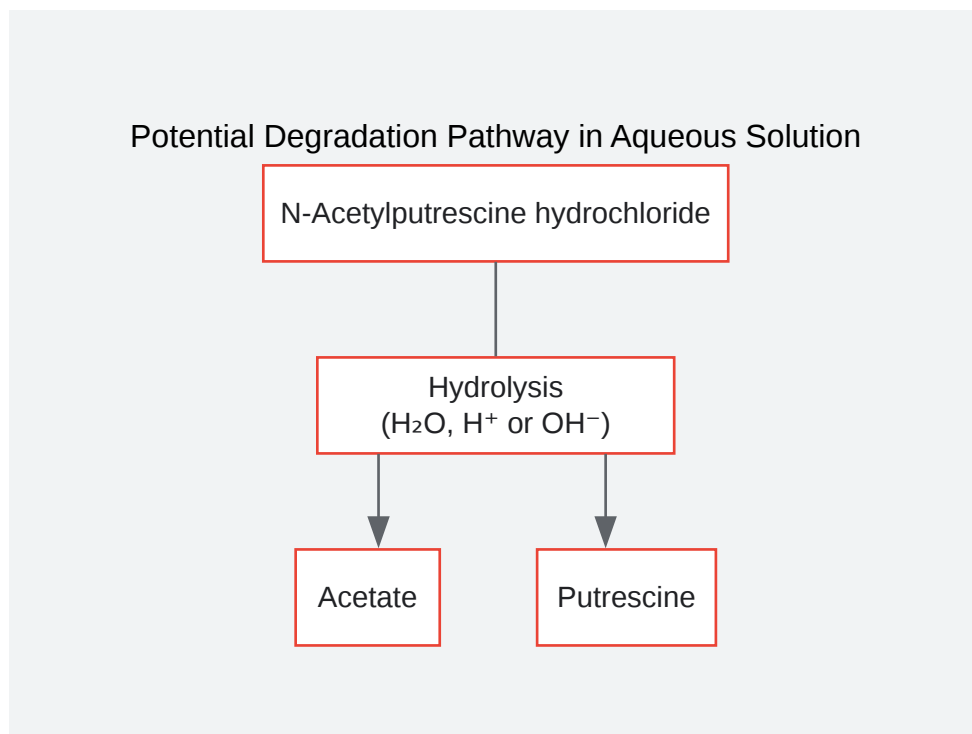 Potential Degradation Pathway in Aqueous Solution
N-Acetylputrescine hydrochloride
Hydrolysis
(H₂O, H⁺ or OH⁻)
Acetate
Putrescine